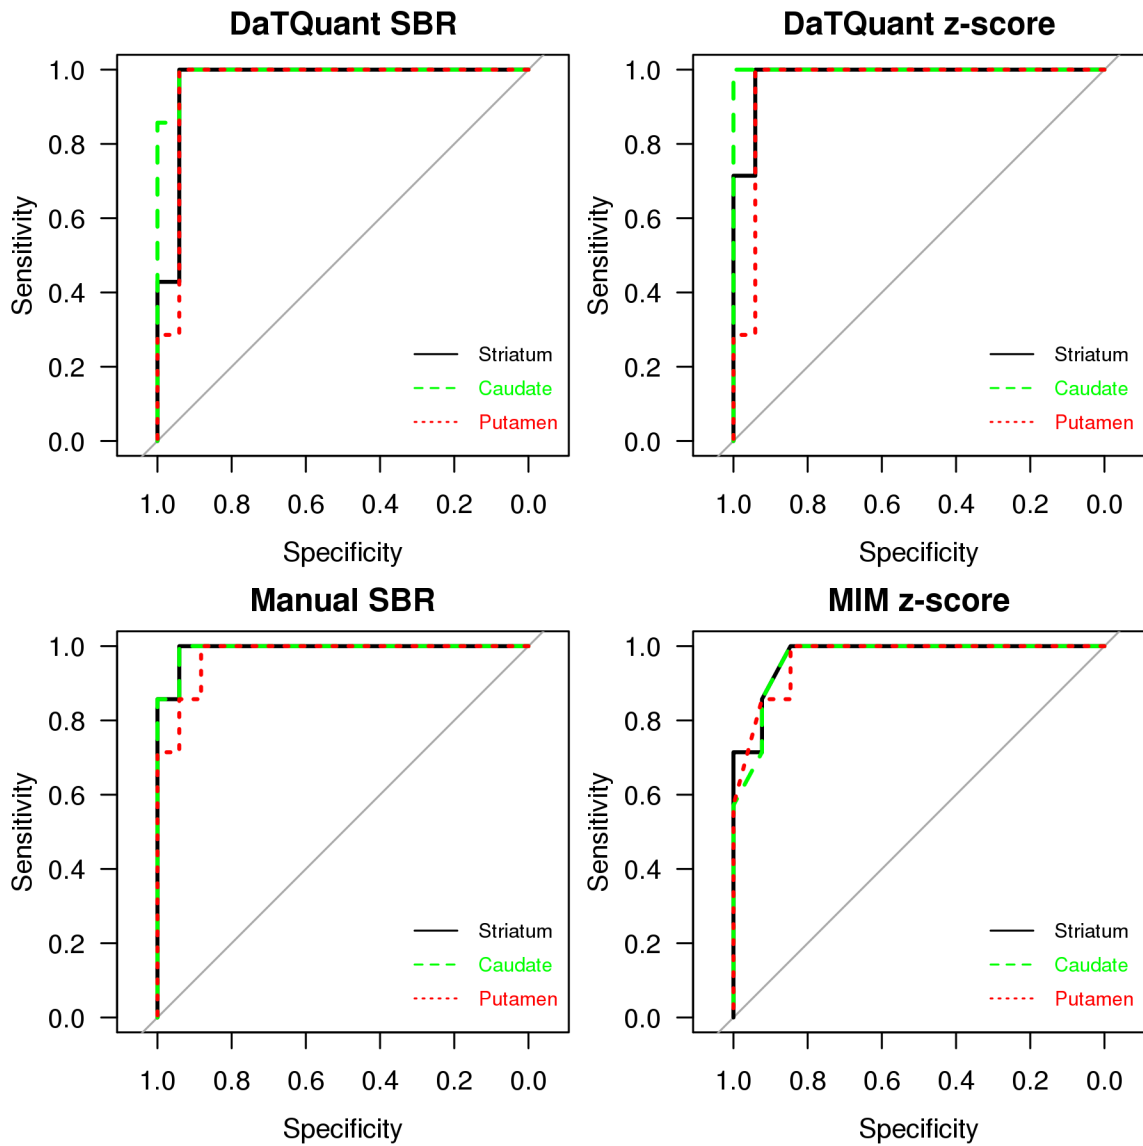 DaTQuant SBR
1.0
0.8
0.6
0.4
0.2
0.0
Sensitivity
Striatum
Caudate
Putamen
1.0 0.8 0.6 0.4 0.2 0.0
Specificity
DaTQuant z-score
1.0
0.8
0.6
0.4
0.2
0.0
Sensitivity
Striatum
Caudate
Putamen
1.0 0.8 0.6 0.4 0.2 0.0
Specificity
Manual SBR
1.0
0.8
0.6
0.4
0.2
0.0
Sensitivity
Striatum
Caudate
Putamen
1.0 0.8 0.6 0.4 0.2 0.0
Specificity
MIM z-score
1.0
0.8
0.6
0.4
0.2
0.0
Sensitivity
Striatum
Caudate
Putamen
1.0 0.8 0.6 0.4 0.2 0.0
Specificity